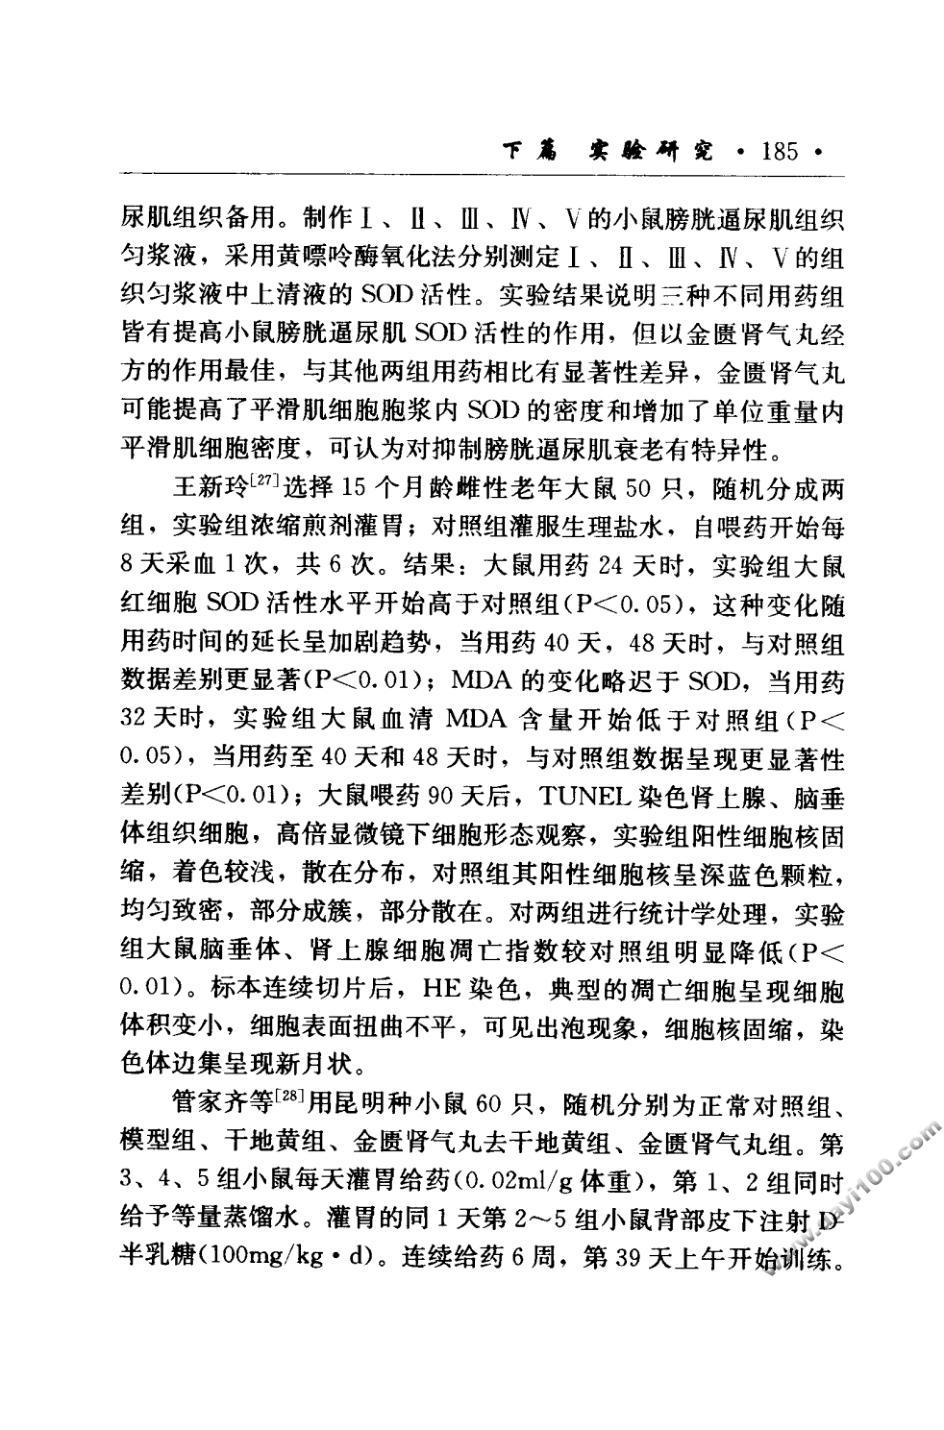 下篇 实验研究 · 185 ·
尿肌组织备用。制作Ⅰ、Ⅱ、Ⅲ、Ⅳ、Ⅴ的小鼠膀胱逼尿肌组织
匀浆液，采用黄嘌呤酶氧化法分别测定Ⅰ、Ⅱ、Ⅲ、Ⅳ、Ⅴ的组
织匀浆液中上清液的 SOD 活性。实验结果说明三种不同用药组
皆有提高小鼠膀胱逼尿肌 SOD 活性的作用，但以金匮肾气丸经
方的作用最佳，与其他两组用药相比有显著性差异，金匮肾气丸
可能提高了平滑肌细胞胞浆内 SOD 的密度和增加了单位重量内
平滑肌细胞密度，可认为对抑制膀胱逼尿肌衰老有特异性。
王新玲[27]选择 15 个月龄雌性老年大鼠 50 只，随机分成两
组，实验组浓缩煎剂灌胃；对照组灌服生理盐水，自喂药开始每
8 天采血 1 次，共 6 次。结果：大鼠用药 24 天时，实验组大鼠
红细胞 SOD 活性水平开始高于对照组(P＜0.05)，这种变化随
用药时间的延长呈加剧趋势，当用药 40 天，48 天时，与对照组
数据差别更显著(P＜0.01)；MDA 的变化略迟于 SOD，当用药
32 天时，实验组大鼠血清 MDA 含量开始低于对照组(P＜
0.05)，当用药至 40 天和 48 天时，与对照组数据呈现更显著性
差别(P＜0.01)；大鼠喂药 90 天后，TUNEL 染色肾上腺、脑垂
体组织细胞，高倍显微镜下细胞形态观察，实验组阳性细胞核固
缩，着色较浅，散在分布，对照组其阳性细胞核呈深蓝色颗粒，
均匀致密，部分成簇，部分散在。对两组进行统计学处理，实验
组大鼠脑垂体、肾上腺细胞凋亡指数较对照组明显降低(P＜
0.01)。标本连续切片后，HE 染色，典型的凋亡细胞呈现细胞
体积变小，细胞表面扭曲不平，可见出泡现象，细胞核固缩，染
色体边集呈现新月状。
管家齐等[28]用昆明种小鼠 60 只，随机分别为正常对照组、
模型组、干地黄组、金匮肾气丸去干地黄组、金匮肾气丸组。第
3、4、5 组小鼠每天灌胃给药(0.02ml/g 体重)，第 1、2 组同时
给予等量蒸馏水。灌胃的同 1 天第 2～5 组小鼠背部皮下注射 D-
半乳糖(100mg/kg·d)。连续给药 6 周，第 39 天上午开始训练。
www.dayi100.com